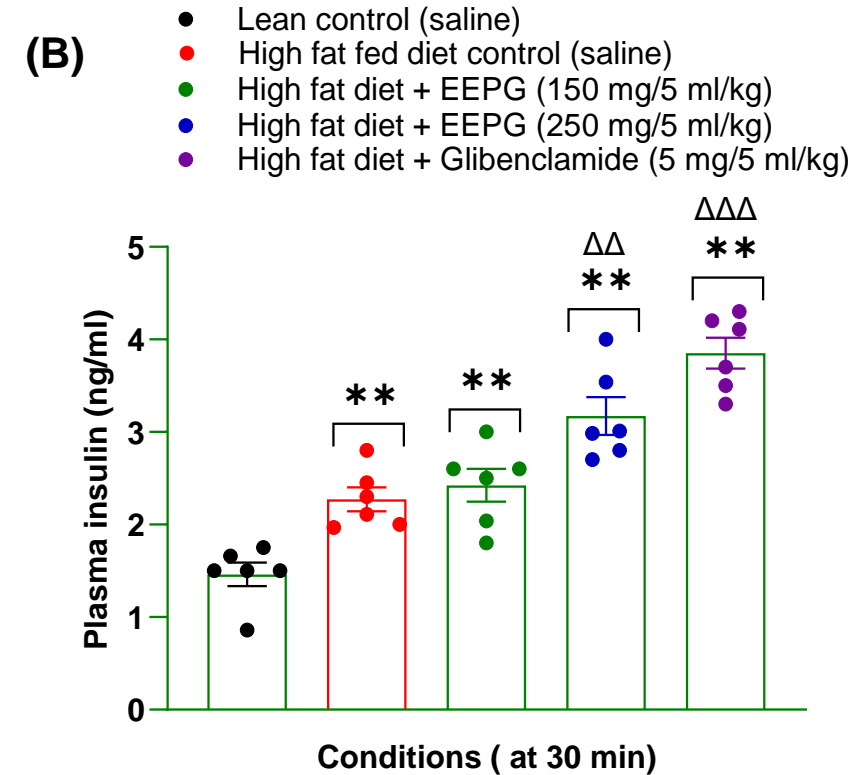 (B)
Lean control (saline)
High fat fed diet control (saline)
High fat diet + EEPG (150 mg/5 ml/kg)
High fat diet + EEPG (250 mg/5 ml/kg)
High fat diet + Glibenclamide (5 mg/5 ml/kg)
ΔΔΔ
**
ΔΔ
**
**
**
5
4
3
2
1
0
Plasma insulin (ng/ml)
Conditions ( at 30 min)